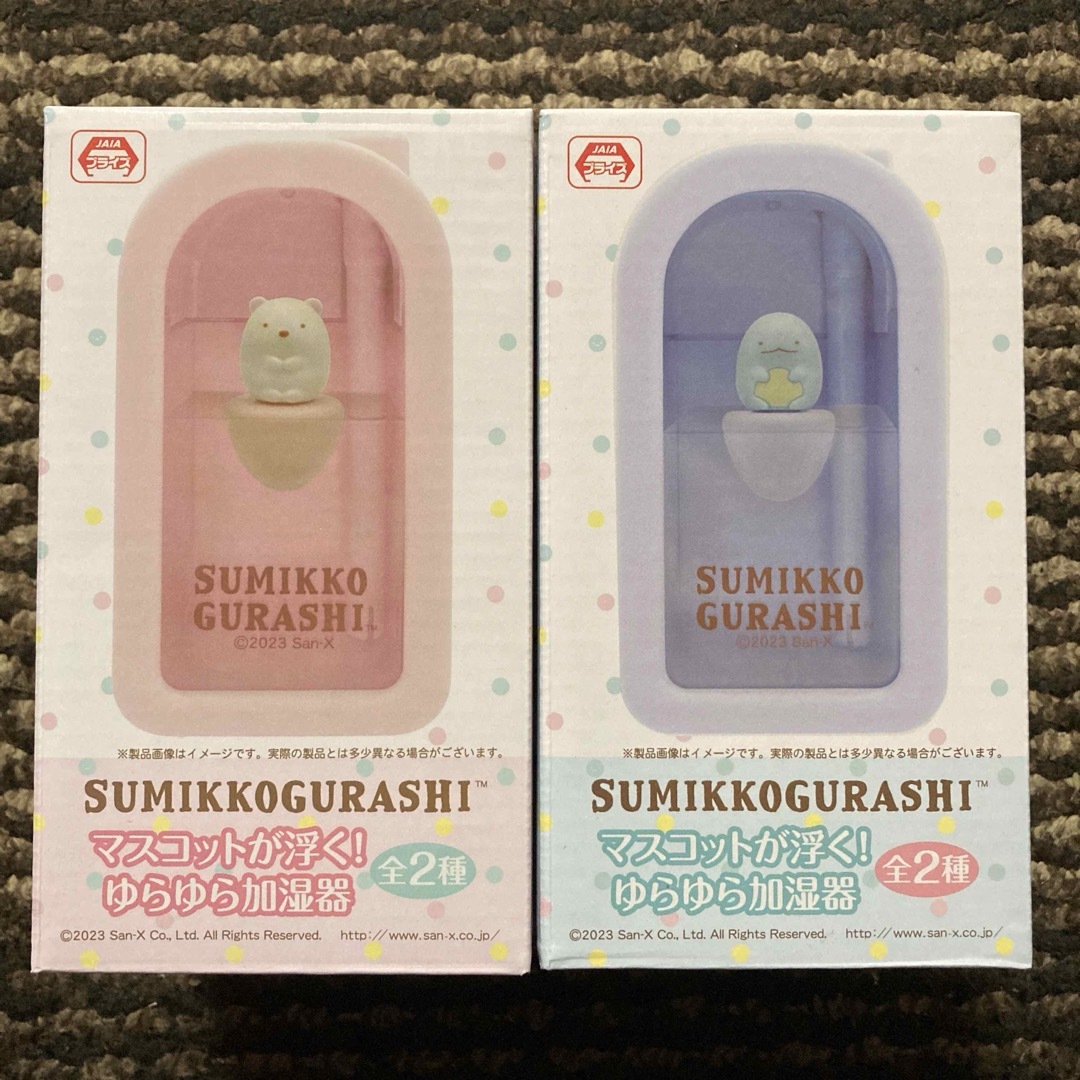 JAIA
プライズ
SUMIKKO
GURASHI™
©2023 San-X
※製品画像はイメージです。実際の製品とは多少異なる場合がございます。
SUMIKKOGURASHI™
マスコットが浮く!
ゆらゆら加湿器
全2種
©2023 San-X Co., Ltd. All Rights Reserved. http://www.san-x.co.jp/
JAIA
プライズ
SUMIKKO
GURASHI™
©2023 San-X
※製品画像はイメージです。実際の製品とは多少異なる場合がございます。
SUMIKKOGURASHI™
マスコットが浮く!
ゆらゆら加湿器
全2種
©2023 San-X Co., Ltd. All Rights Reserved. http://www.san-x.co.jp/